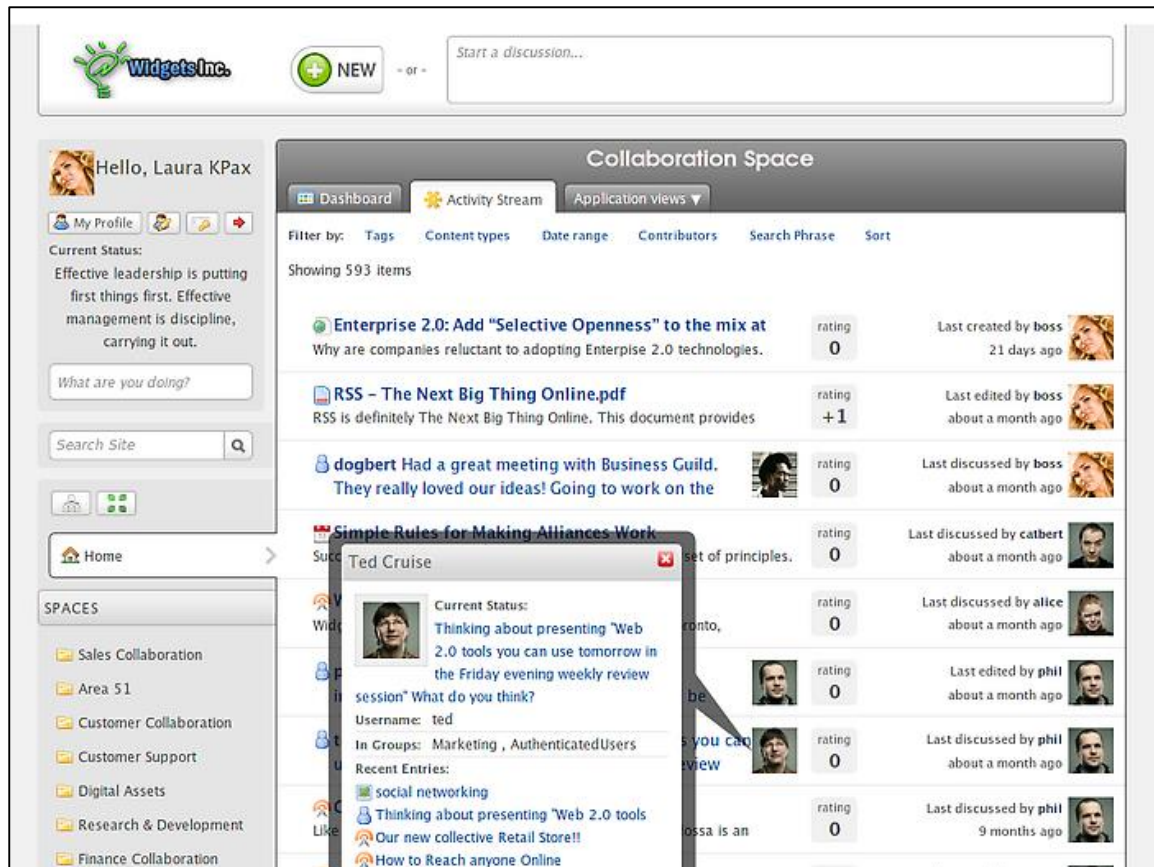 Widgets Inc.
NEW
- or -
Start a discussion...
Hello, Laura KPax
My Profile
Current Status:
Effective leadership is putting
first things first. Effective
management is discipline,
carrying it out.
What are you doing?
Search Site
Home
SPACES
Sales Collaboration
Area 51
Customer Collaboration
Customer Support
Digital Assets
Research & Development
Finance Collaboration
Collaboration Space
Dashboard
Activity Stream
Application views ▼
Filter by: Tags Content types Date range Contributors Search Phrase Sort
Showing 593 items
Enterprise 2.0: Add “Selective Openness” to the mix at
Why are companies reluctant to adopting Enterpise 2.0 technologies.
rating
0
Last created by boss
21 days ago
RSS – The Next Big Thing Online.pdf
RSS is definitely The Next Big Thing Online. This document provides
rating
+1
Last edited by boss
about a month ago
dogbert Had a great meeting with Business Guild.
They really loved our ideas! Going to work on the
rating
0
Last discussed by boss
about a month ago
Simple Rules for Making Alliances Work
set of principles.
rating
0
Last discussed by catbert
about a month ago
rating
0
Last discussed by alice
about a month ago
be
rating
0
Last edited by phil
about a month ago
you can
rating
0
Last discussed by phil
about a month ago
Like
is an
rating
0
Last discussed by phil
9 months ago
Ted Cruise
Current Status:
Thinking about presenting "Web
2.0 tools you can use tomorrow in
the Friday evening weekly review
session" What do you think?
Username: ted
In Groups: Marketing , AuthenticatedUsers
Recent Entries:
social networking
Thinking about presenting "Web 2.0 tools
Our new collective Retail Store!!
How to Reach anyone Online